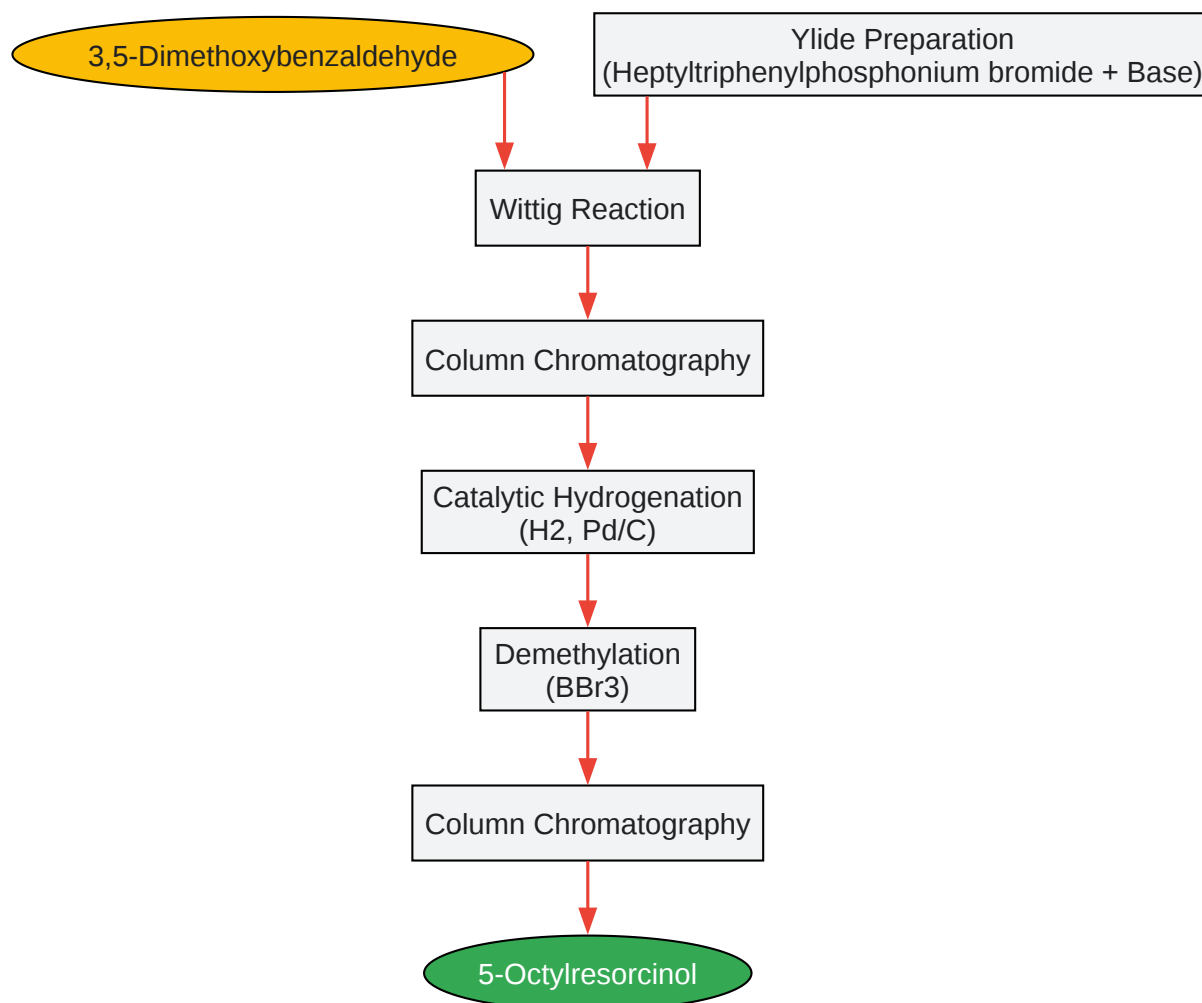 3,5-Dimethoxybenzaldehyde
Ylide Preparation
(Heptyltriphenylphosphonium bromide + Base)
Wittig Reaction
Column Chromatography
Catalytic Hydrogenation
(H2, Pd/C)
Demethylation
(BBr3)
Column Chromatography
5-Octylresorcinol